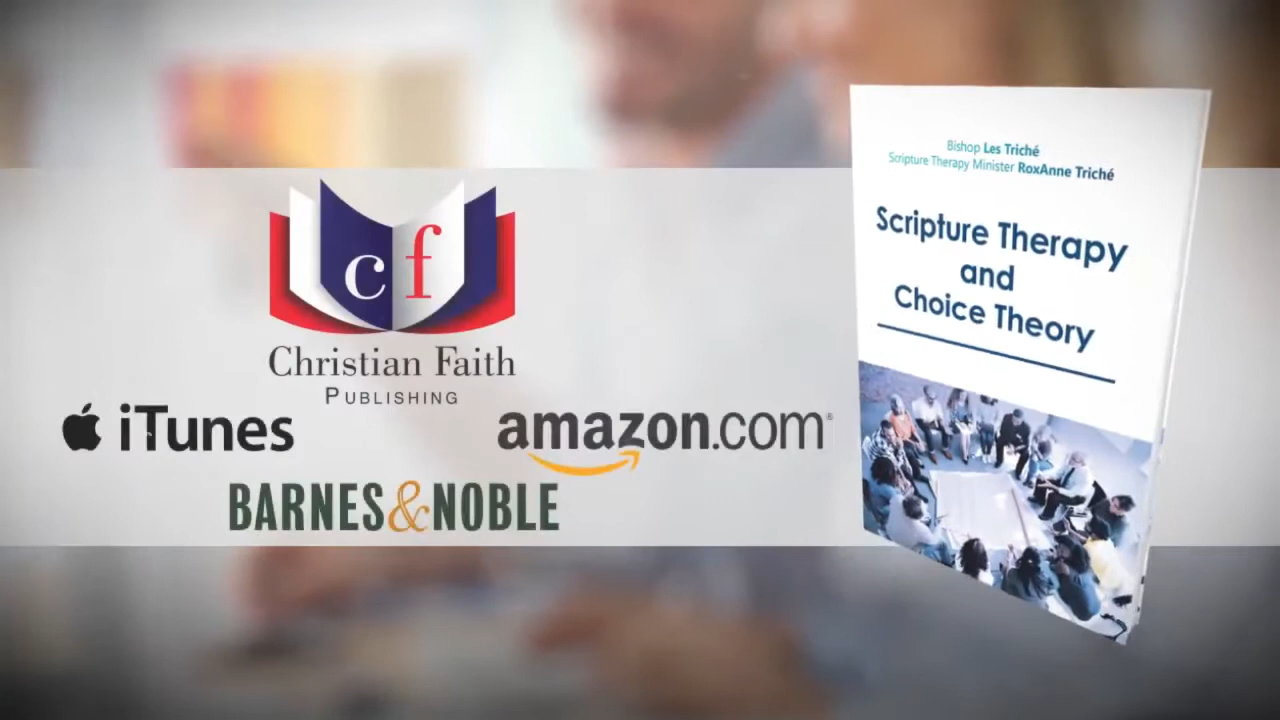 cf
Christian Faith
PUBLISHING
iTunes
amazon.com®
BARNES&NOBLE
Bishop Les Triché
Scripture Therapy Minister RoxAnne Triché
Scripture Therapy
and
Choice Theory